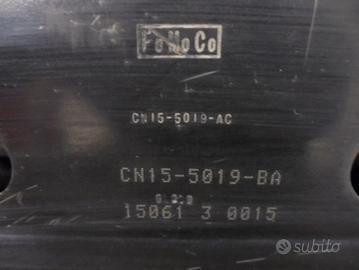 FoMoCo
CN15-5019-AC
CN15-5019-BA
15061 3 0015
subito